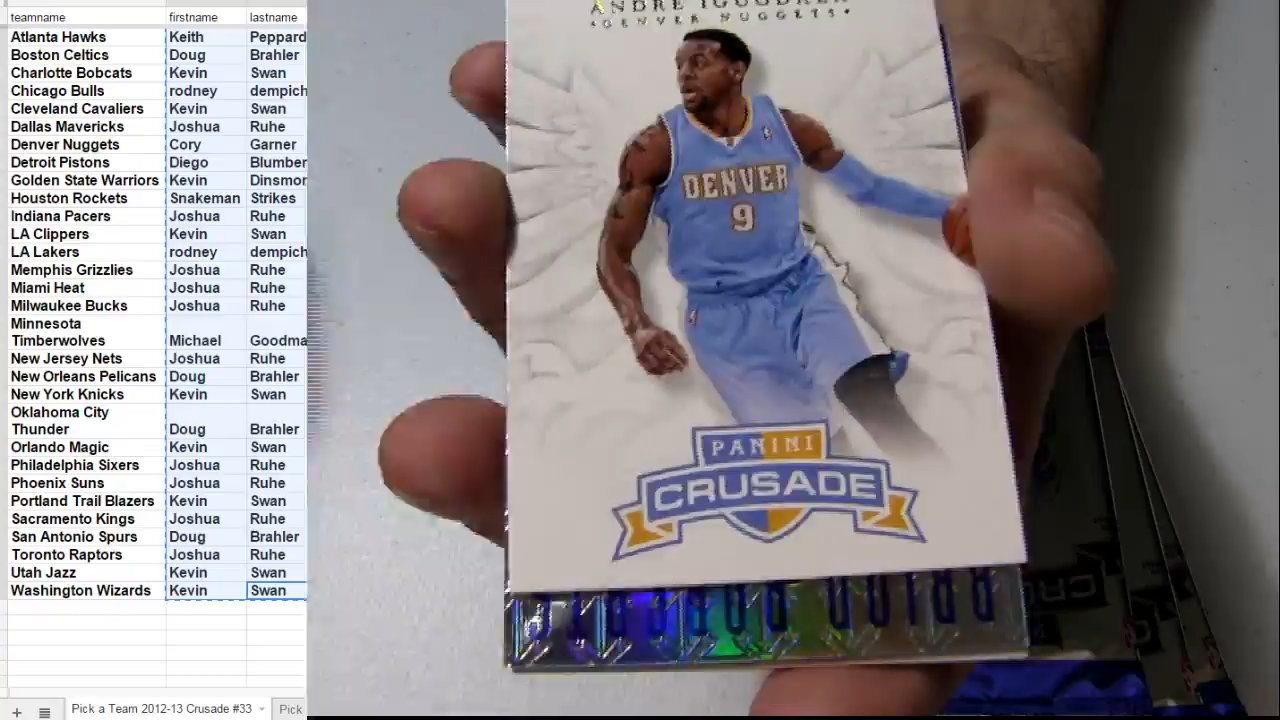 teamname firstname lastname
Atlanta Hawks Keith Peppard
Boston Celtics Doug Brahler
Charlotte Bobcats Kevin Swan
Chicago Bulls rodney dempich
Cleveland Cavaliers Kevin Swan
Dallas Mavericks Joshua Ruhe
Denver Nuggets Cory Garner
Detroit Pistons Diego Blumber
Golden State Warriors Kevin Dinsmor
Houston Rockets Snakeman Strikes
Indiana Pacers Joshua Ruhe
LA Clippers Kevin Swan
LA Lakers rodney dempich
Memphis Grizzlies Joshua Ruhe
Miami Heat Joshua Ruhe
Milwaukee Bucks Joshua Ruhe
Minnesota
Timberwolves Michael Goodma
New Jersey Nets Joshua Ruhe
New Orleans Pelicans Doug Brahler
New York Knicks Kevin Swan
Oklahoma City
Thunder Doug Brahler
Orlando Magic Kevin Swan
Philadelphia Sixers Joshua Ruhe
Phoenix Suns Joshua Ruhe
Portland Trail Blazers Kevin Swan
Sacramento Kings Joshua Ruhe
San Antonio Spurs Doug Brahler
Toronto Raptors Joshua Ruhe
Utah Jazz Kevin Swan
Washington Wizards Kevin Swan
Pick a Team 2012-13 Crusade #33 Pick
ANDRE IGUODALA
DENVER NUGGETS
DENVER
9
PANINI
CRUSADE